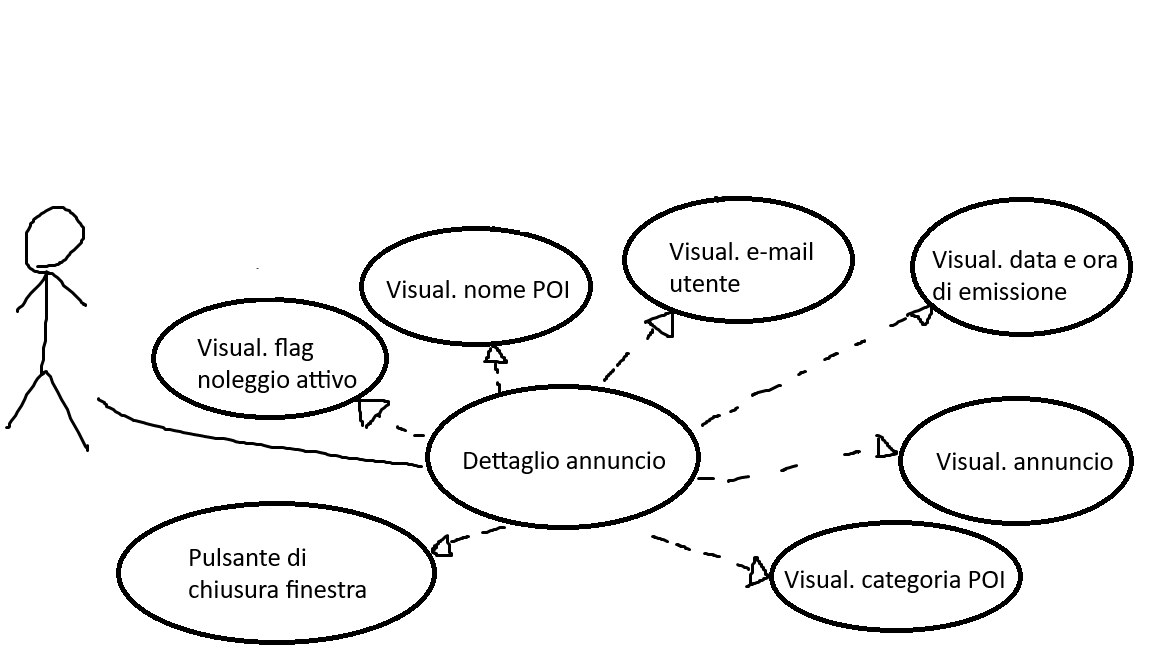 Visual. e-mail
utente
Visual. data e ora
di emissione
Visual. nome POI
Visual. flag
noleggio attivo
Dettaglio annuncio
Visual. annuncio
Pulsante di
chiusura finestra
Visual. categoria POI